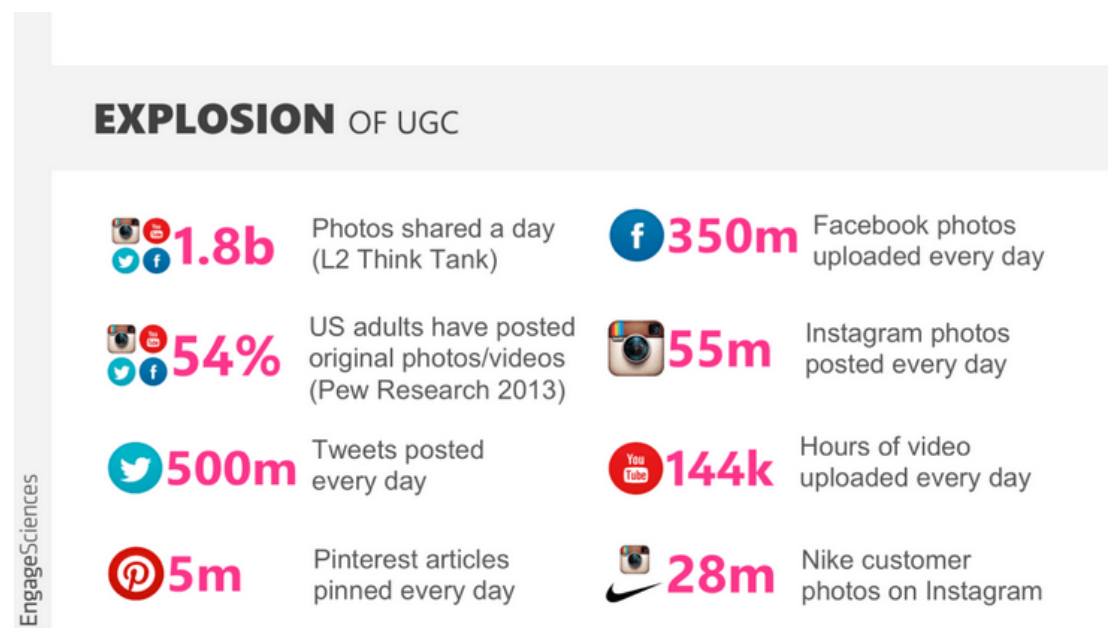 EXPLOSION OF UGC
1.8b
Photos shared a day
(L2 Think Tank)
350m
Facebook photos
uploaded every day
54%
US adults have posted
original photos/videos
(Pew Research 2013)
55m
Instagram photos
posted every day
500m
Tweets posted
every day
You
Tube
144k
Hours of video
uploaded every day
5m
Pinterest articles
pinned every day
28m
Nike customer
photos on Instagram
EngageSciences